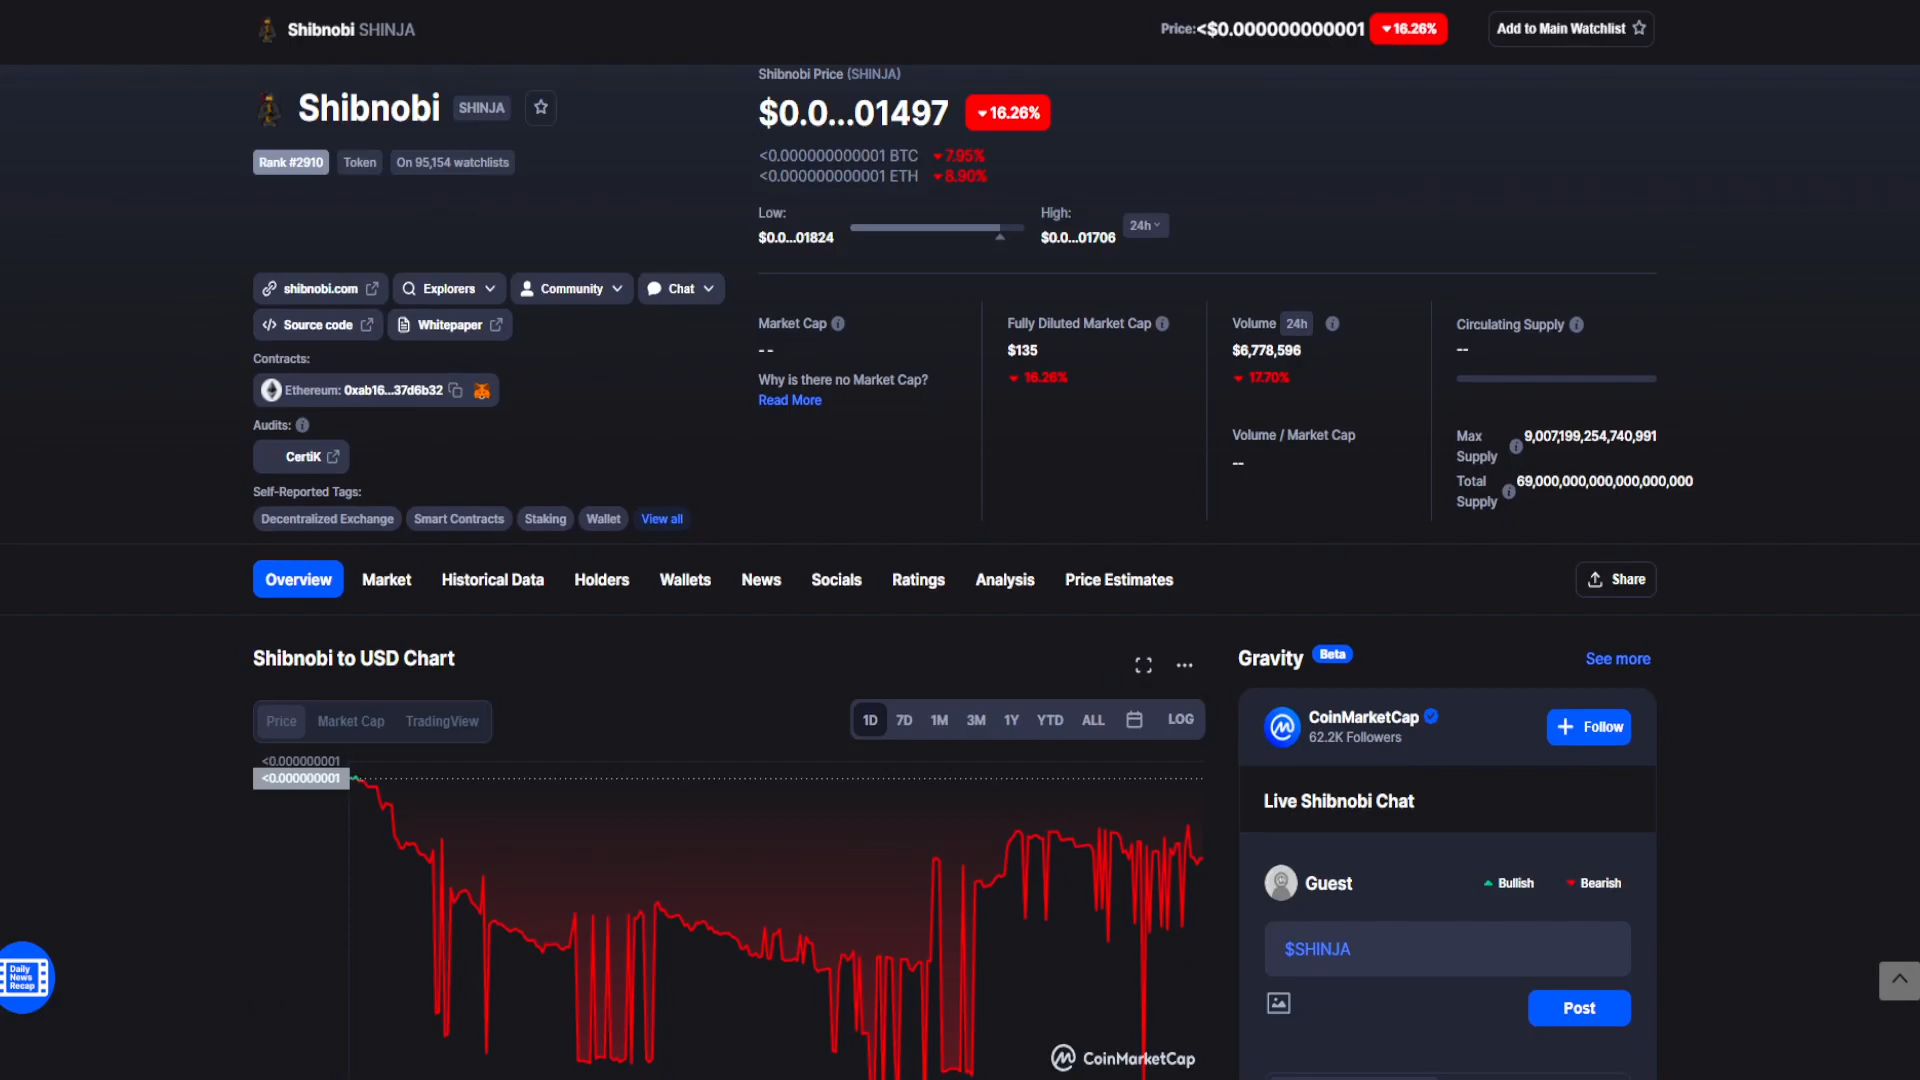 Shibnobi SHINJA
Price:<$0.000000000001 16.26%
Add to Main Watchlist
Shibnobi SHINJA
Rank #2910 Token On 95,154 watchlists
Shibnobi Price (SHINJA)
$0.0...01497 16.26%
<0.000000000001 BTC 7.95%
<0.000000000001 ETH 8.90%
Low: High:
$0.0...01824 $0.0...01706 24h
shibnobi.com Explorers Community Chat
Source code Whitepaper
Contracts:
Ethereum: 0xab16...37d6b32
Audits:
CertiK
Self-Reported Tags:
Decentralized Exchange Smart Contracts Staking Wallet View all
Market Cap
- -
Why is there no Market Cap?
Read More
Fully Diluted Market Cap
$135
16.26%
Volume 24h
$6,778,596
17.70%
Volume / Market Cap
--
Circulating Supply
--
Max Supply 9,007,199,254,740,991
Total Supply 69,000,000,000,000,000,000
Overview Market Historical Data Holders Wallets News Socials Ratings Analysis Price Estimates Share
Shibnobi to USD Chart
Price Market Cap TradingView
1D 7D 1M 3M 1Y YTD ALL LOG
<0.000000001
<0.000000001
CoinMarketCap
Gravity Beta See more
CoinMarketCap
62.2K Followers
Follow
Live Shibnobi Chat
Guest Bullish Bearish
$SHINJA
Post
Daily
News
Recap